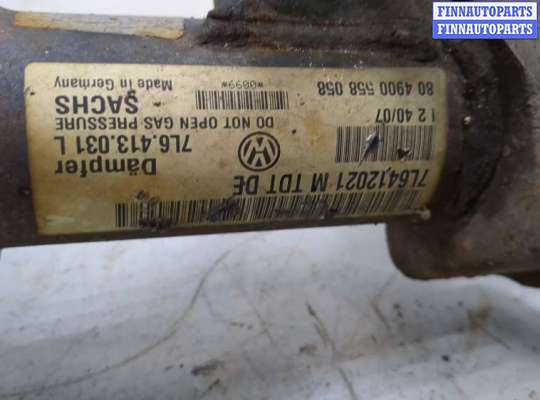 FINNAUTOPARTS
FINNAUTOPARTS
7L6412021 M TDT DE
Dämpfer
7L6.413.031 L
DO NOT OPEN GAS PRESSURE
SACHS
Made in Germany
1 2 40/07
80 4900 558 058
*0099*